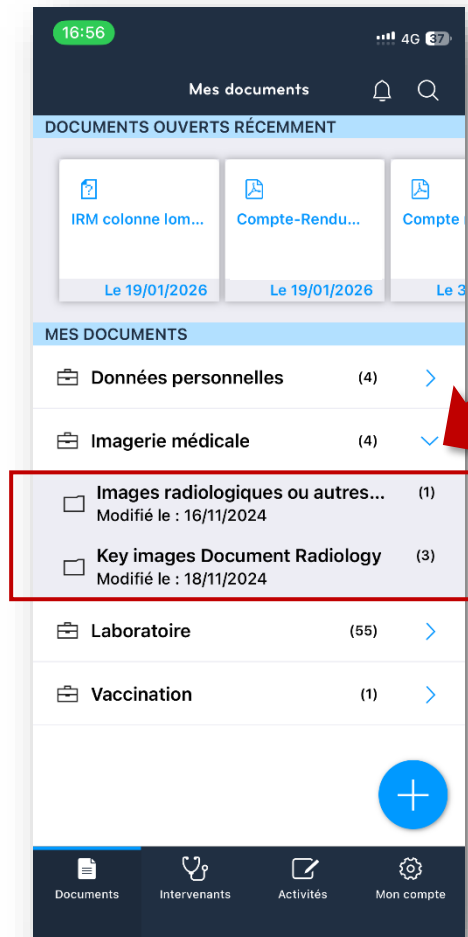 16:56
4G 37
Mes documents
DOCUMENTS OUVERTS RÉCEMMENT
IRM colonne lom... Compte-Rendu... Compte
Le 19/01/2026 Le 19/01/2026 Le 3
MES DOCUMENTS
Données personnelles (4)
Imagerie médicale (4)
Images radiologiques ou autres... (1)
Modifié le : 16/11/2024
Key images Document Radiology (3)
Modifié le : 18/11/2024
Laboratoire (55)
Vaccination (1)
Documents Intervenants Activités Mon compte